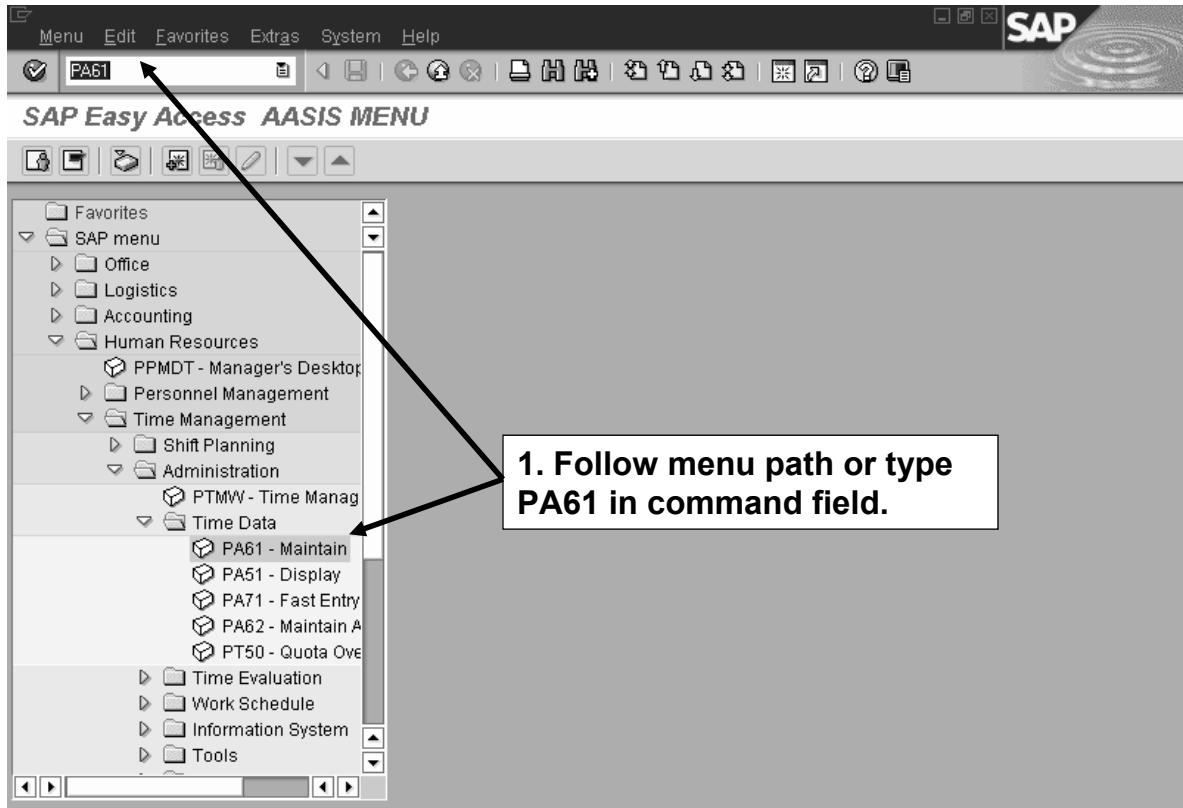 Menu Edit Favorites Extras System Help
SAP
PA61
SAP Easy Access AASIS MENU
Favorites
SAP menu
Office
Logistics
Accounting
Human Resources
PPMDT - Manager's Desktop
Personnel Management
Time Management
Shift Planning
Administration
PTMW - Time Manag
Time Data
PA61 - Maintain
PA51 - Display
PA71 - Fast Entry
PA62 - Maintain A
PT50 - Quota Ove
Time Evaluation
Work Schedule
Information System
Tools
1. Follow menu path or type
PA61 in command field.